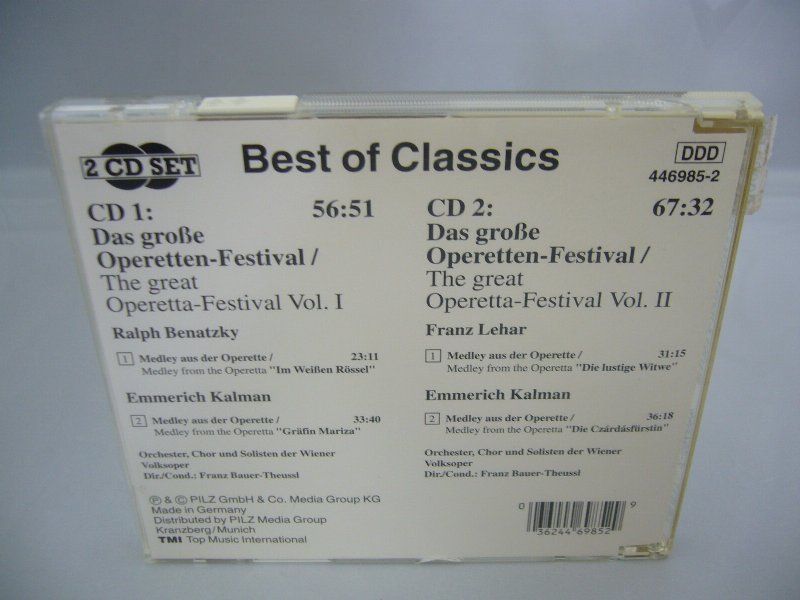 2 CD SET
Best of Classics
DDD
446985-2
CD 1: 56:51
Das große
Operetten-Festival /
The great
Operetta-Festival Vol. I
Ralph Benatzky
1 Medley aus der Operette / 23:11
Medley from the Operetta "Im Weißen Rössel"
Emmerich Kalman
2 Medley aus der Operette / 33:40
Medley from the Operetta "Gräfin Mariza"
Orchester, Chor und Solisten der Wiener
Volksoper
Dir./Cond.: Franz Bauer-Theussl
CD 2: 67:32
Das große
Operetten-Festival /
The great
Operetta-Festival Vol. II
Franz Lehar
1 Medley aus der Operette / 31:15
Medley from the Operetta "Die lustige Witwe"
Emmerich Kalman
2 Medley aus der Operette / 36:18
Medley from the Operetta "Die Czárdásfürstin"
Orchester, Chor und Solisten der Wiener
Volksoper
Dir./Cond.: Franz Bauer-Theussl
℗ & © PILZ GmbH & Co. Media Group KG
Made in Germany
Distributed by PILZ Media Group
Kranzberg/Munich
TMI Top Music International
0 36244 69852 9